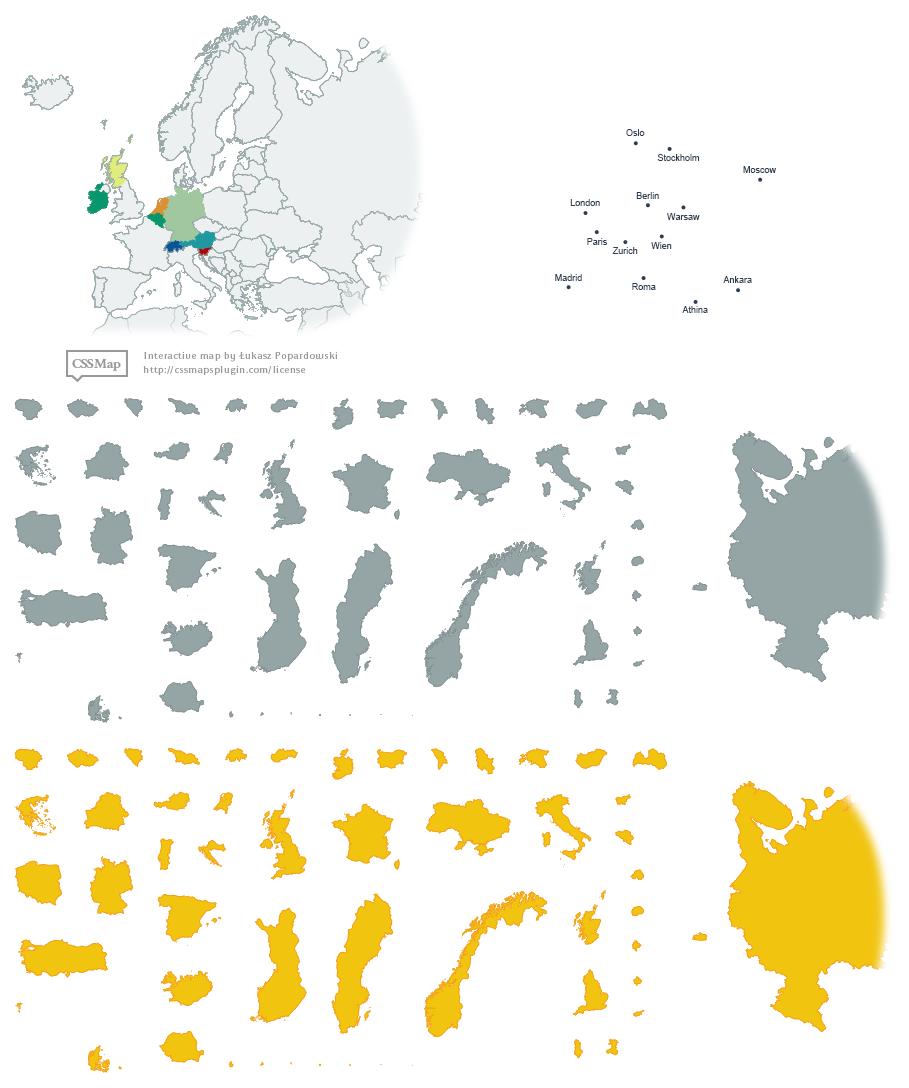 Oslo
Stockholm
Moscow
Berlin
London
Warsaw
Paris
Wien
Zurich
Madrid
Roma
Ankara
Athina
CSSMap
Interactive map by Łukasz Popardowski
http://cssmapsplugin.com/license